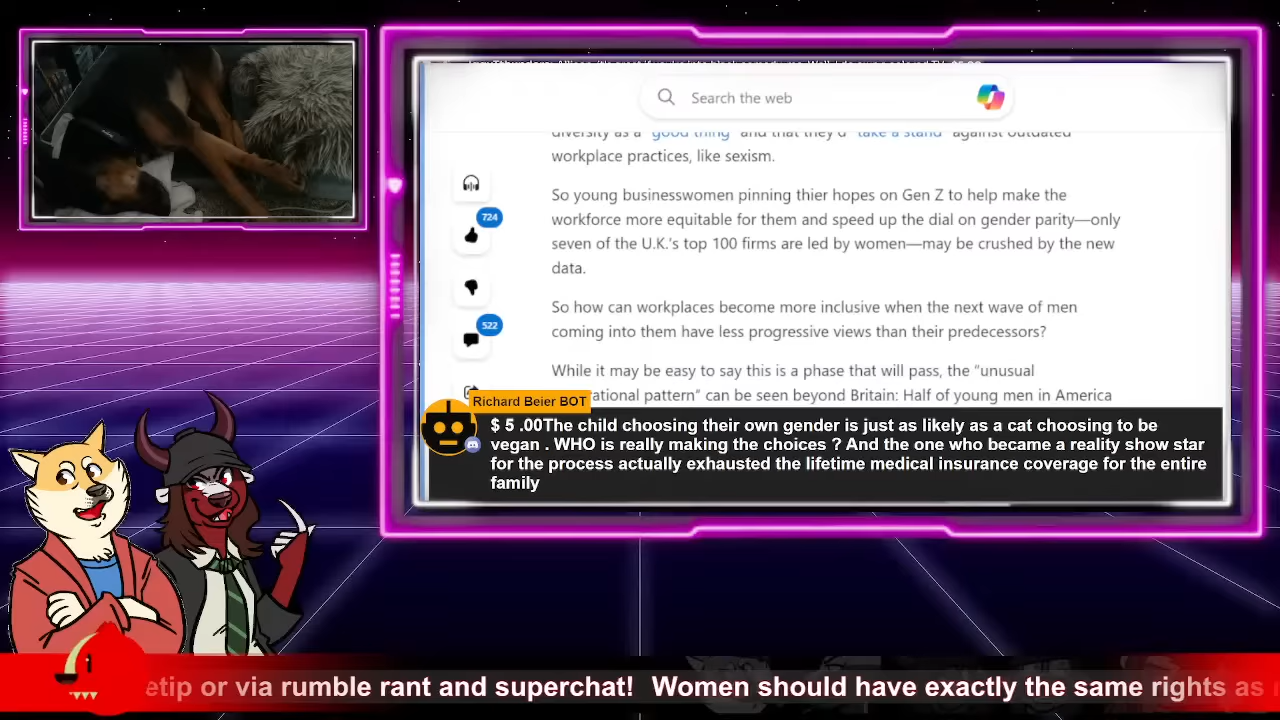 Search the web
diversity as a "good thing" and that they'd "take a stand" against outdated
workplace practices, like sexism.
So young businesswomen pinning thier hopes on Gen Z to help make the
workforce more equitable for them and speed up the dial on gender parity—only
seven of the U.K.'s top 100 firms are led by women—may be crushed by the new
data.
So how can workplaces become more inclusive when the next wave of men
coming into them have less progressive views than their predecessors?
While it may be easy to say this is a phase that will pass, the "unusual
pattern" can be seen beyond Britain: Half of young men in America
724
522
Richard Beier BOT
$ 5 .00The child choosing their own gender is just as likely as a cat choosing to be
vegan . WHO is really making the choices ? And the one who became a reality show star
for the process actually exhausted the lifetime medical insurance coverage for the entire
family
etip or via rumble rant and superchat! Women should have exactly the same rights as